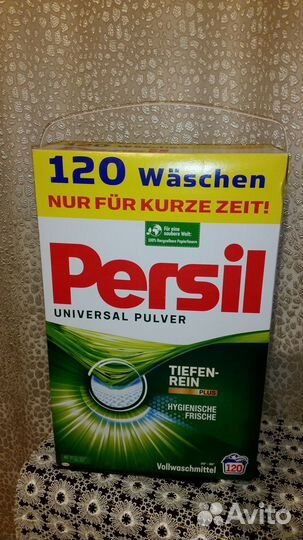 120 Wäschen
NUR FÜR KURZE ZEIT!
Für eine
saubere Welt:
100% Recycelbare Papierfasern
Persil
UNIVERSAL PULVER
TIEFEN-
REIN
PLUS
HYGIENISCHE
FRISCHE
Vollwaschmittel
120
Avito